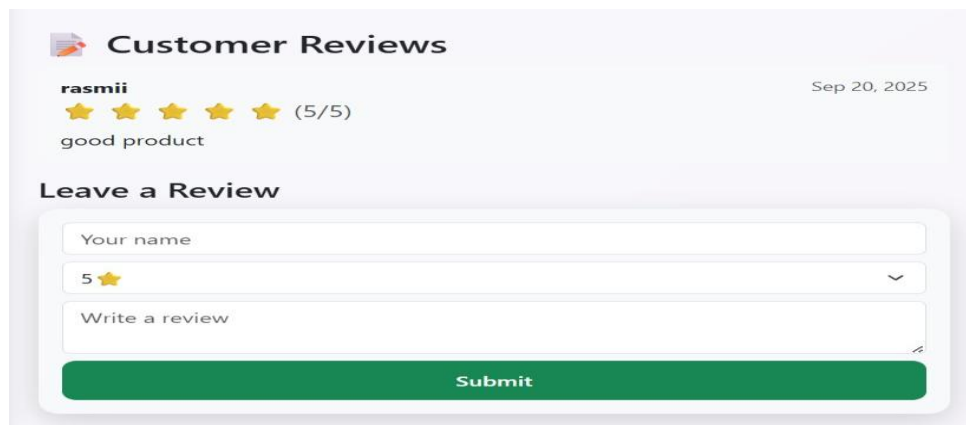 Customer Reviews
rasmii
Sep 20, 2025
(5/5)
good product
Leave a Review
Your name
5
Write a review
Submit